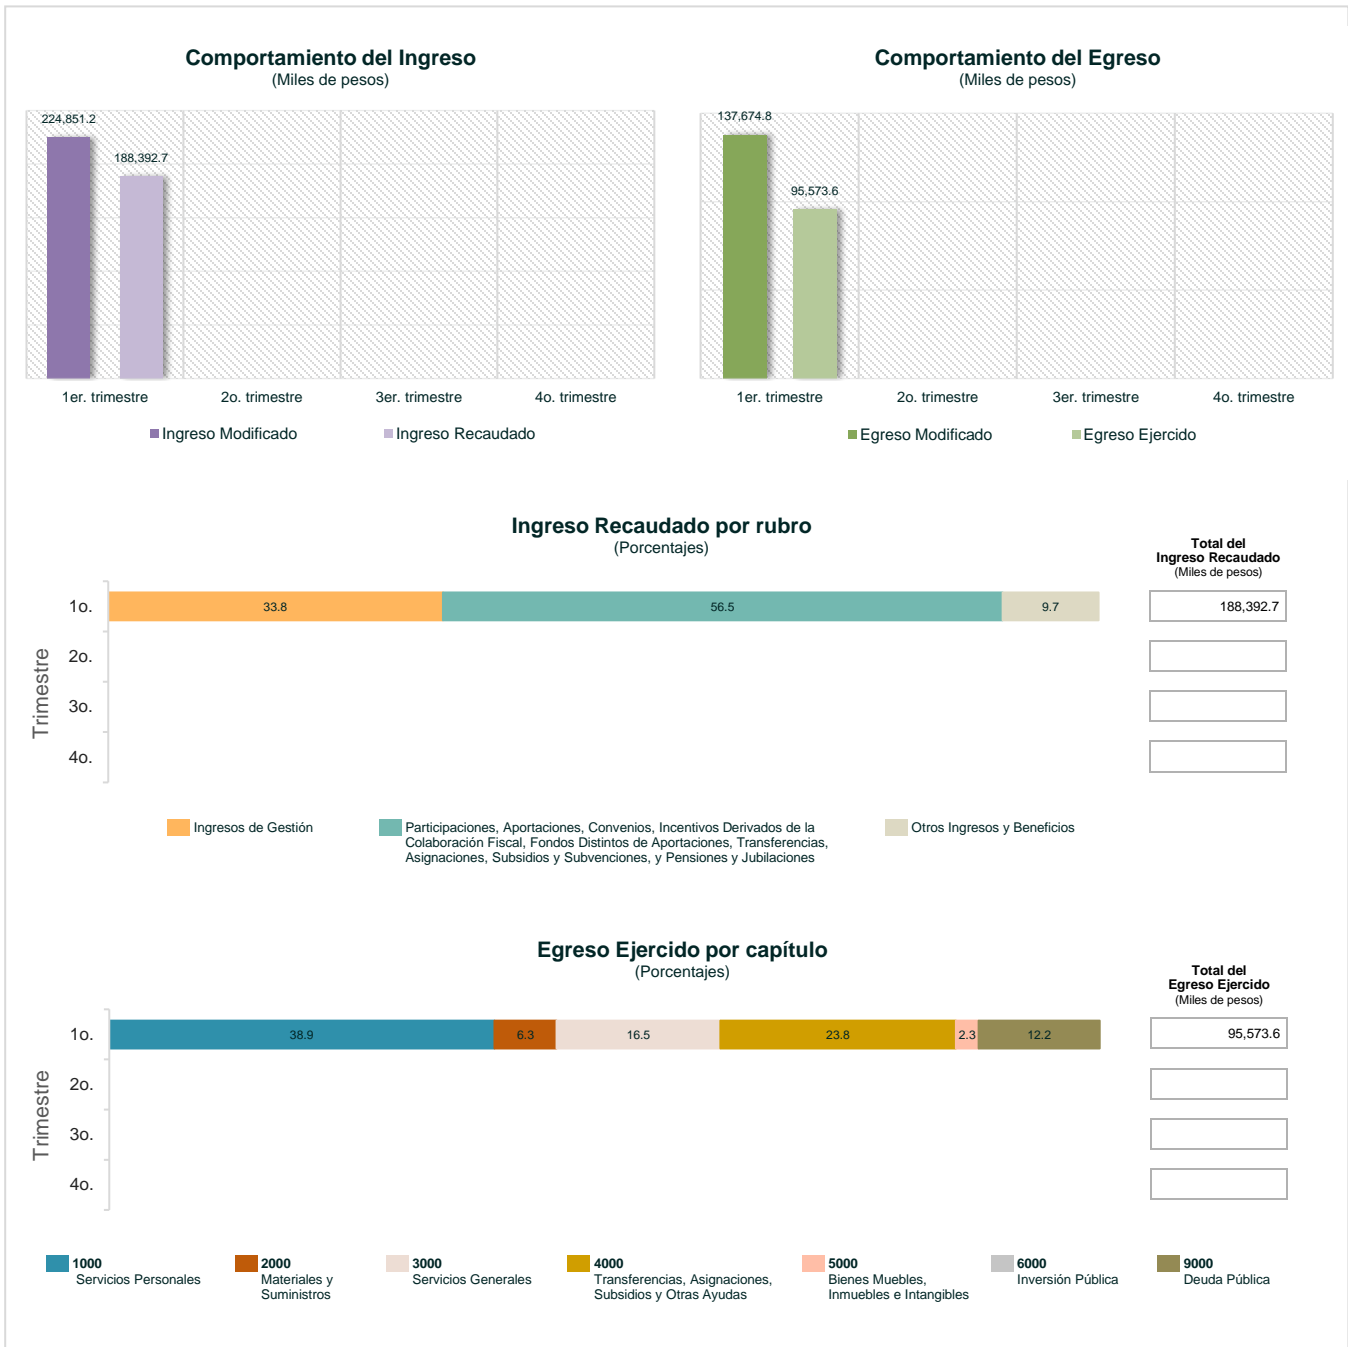 Comportamiento del Ingreso
(Miles de pesos)
224,851.2
188,392.7
1er. trimestre
2o. trimestre
3er. trimestre
4o. trimestre
Ingreso Modificado
Ingreso Recaudado
Comportamiento del Egreso
(Miles de pesos)
137,674.8
95,573.6
1er. trimestre
2o. trimestre
3er. trimestre
4o. trimestre
Egreso Modificado
Egreso Ejercido
Ingreso Recaudado por rubro
(Porcentajes)
Total del
Ingreso Recaudado
(Miles de pesos)
Trimestre
1o.
33.8
56.5
9.7
188,392.7
2o.
3o.
4o.
Ingresos de Gestión
Participaciones, Aportaciones, Convenios, Incentivos Derivados de la
Colaboración Fiscal, Fondos Distintos de Aportaciones, Transferencias,
Asignaciones, Subsidios y Subvenciones, y Pensiones y Jubilaciones
Otros Ingresos y Beneficios
Egreso Ejercido por capítulo
(Porcentajes)
Total del
Egreso Ejercido
(Miles de pesos)
Trimestre
1o.
38.9
6.3
16.5
23.8
2.3
12.2
95,573.6
2o.
3o.
4o.
1000
Servicios Personales
2000
Materiales y
Suministros
3000
Servicios Generales
4000
Transferencias, Asignaciones,
Subsidios y Otras Ayudas
5000
Bienes Muebles,
Inmuebles e Intangibles
6000
Inversión Pública
9000
Deuda Pública